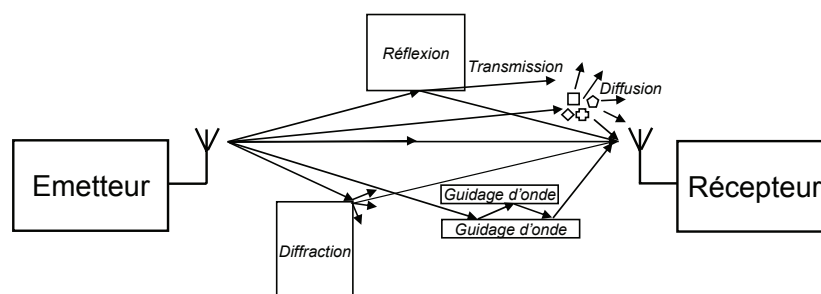 Réflexion
Transmission
Diffusion
Emetteur
Récepteur
Guidage d'onde
Guidage d'onde
Diffraction